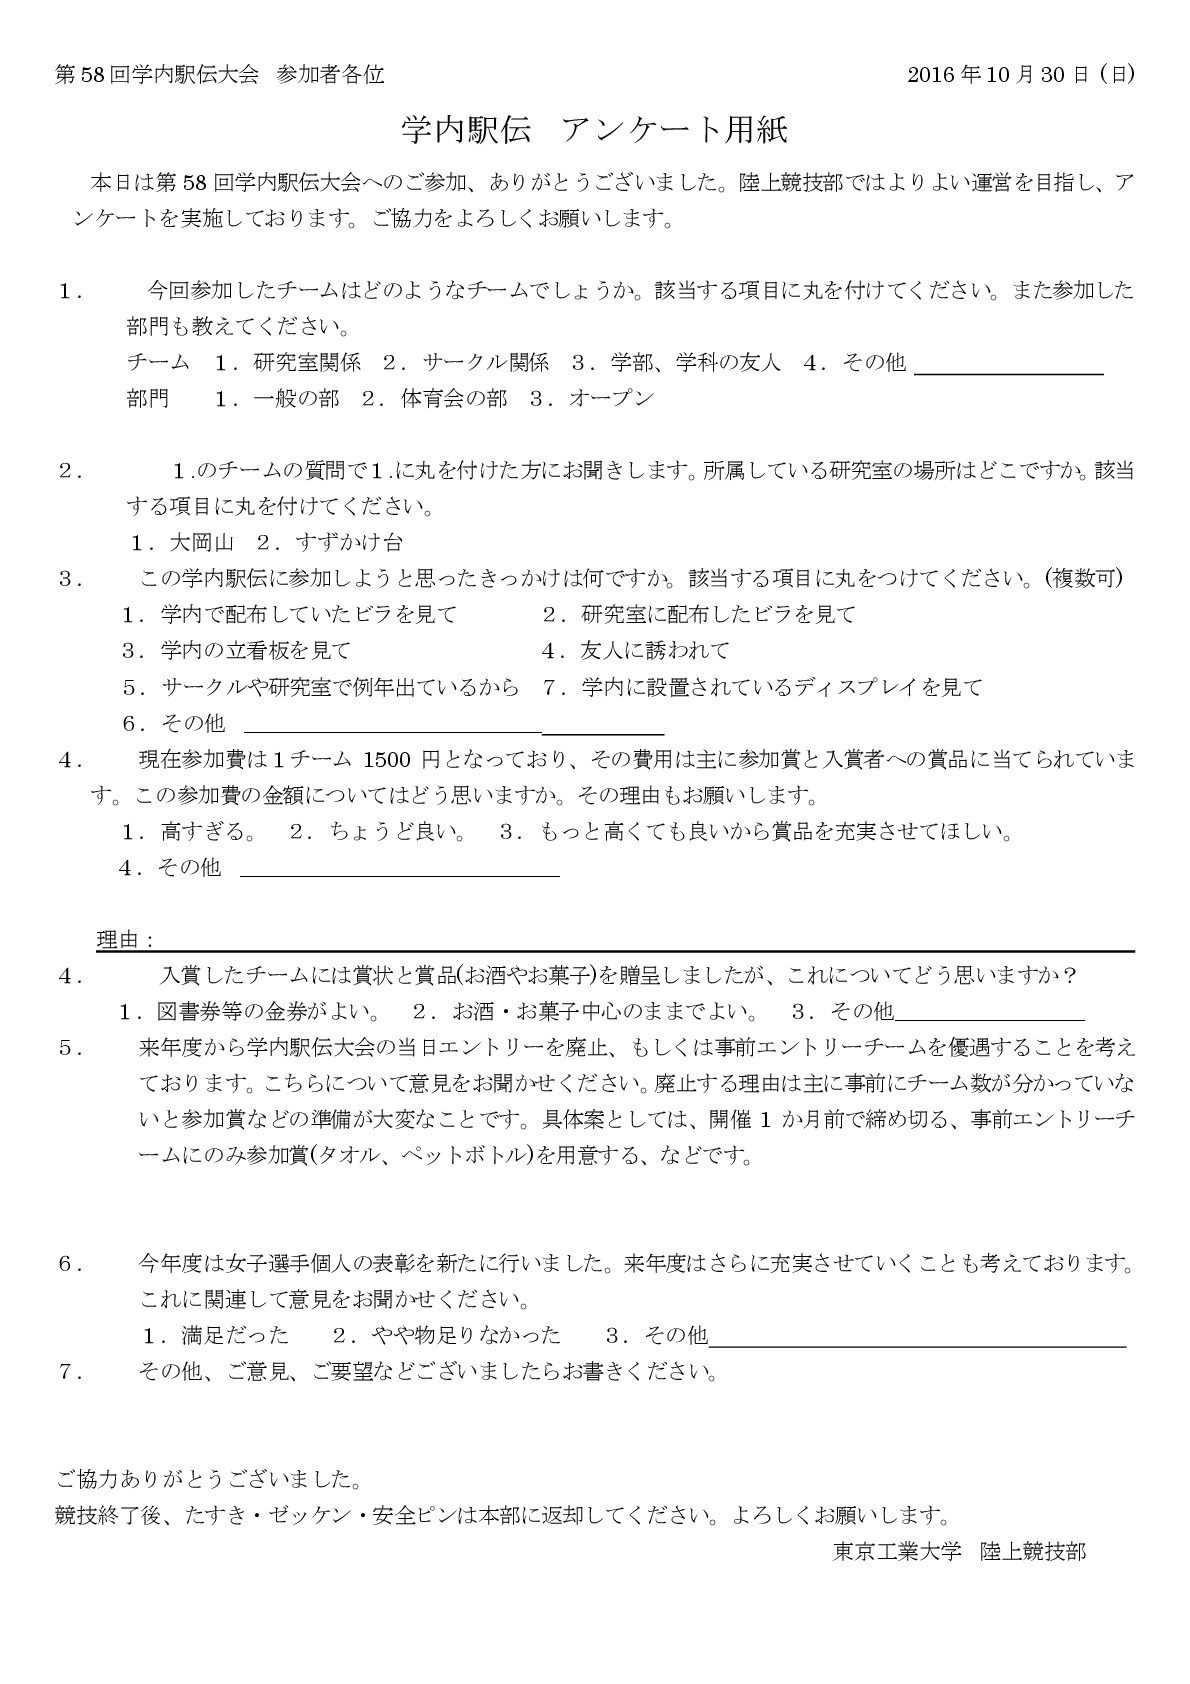 第58回学内駅伝大会　参加者各位　2016年10月30日（日）
学内駅伝　アンケート用紙
本日は第58回学内駅伝大会へのご参加、ありがとうございました。陸上競技部ではよりよい運営を目指し、ア
ンケートを実施しております。ご協力をよろしくお願いします。
１．　今回参加したチームはどのようなチームでしょうか。該当する項目に丸を付けてください。また参加した
部門も教えてください。
チーム　１．研究室関係　２．サークル関係　３．学部、学科の友人　４．その他
部門　１．一般の部　２．体育会の部　３．オープン
２．　１.のチームの質問で１.に丸を付けた方にお聞きします。所属している研究室の場所はどこですか。該当
する項目に丸を付けてください。
１．大岡山　２．すずかけ台
３．　この学内駅伝に参加しようと思ったきっかけは何ですか。該当する項目に丸をつけてください。(複数可)
１．学内で配布していたビラを見て　２．研究室に配布したビラを見て
３．学内の立看板を見て　４．友人に誘われて
５．サークルや研究室で例年出ているから　７．学内に設置されているディスプレイを見て
６．その他
４．　現在参加費は１チーム 1500 円となっており、その費用は主に参加賞と入賞者への賞品に当てられていま
す。この参加費の金額についてはどう思いますか。その理由もお願いします。
１．高すぎる。　２．ちょうど良い。　３．もっと高くても良いから賞品を充実させてほしい。
４．その他
理由：
４．　入賞したチームには賞状と賞品(お酒やお菓子)を贈呈しましたが、これについてどう思いますか？
１．図書券等の金券がよい。　２．お酒・お菓子中心のままでよい。　３．その他
５．　来年度から学内駅伝大会の当日エントリーを廃止、もしくは事前エントリーチームを優遇することを考え
ております。こちらについて意見をお聞かせください。廃止する理由は主に事前にチーム数が分かっていな
いと参加賞などの準備が大変なことです。具体案としては、開催 1 か月前で締め切る、事前エントリーチ
ームにのみ参加賞(タオル、ペットボトル)を用意する、などです。
６．　今年度は女子選手個人の表彰を新たに行いました。来年度はさらに充実させていくことも考えております。
これに関連して意見をお聞かせください。
１．満足だった　２．やや物足りなかった　３．その他
７．　その他、ご意見、ご要望などございましたらお書きください。
ご協力ありがとうございました。
競技終了後、たすき・ゼッケン・安全ピンは本部に返却してください。よろしくお願いします。
東京工業大学　陸上競技部